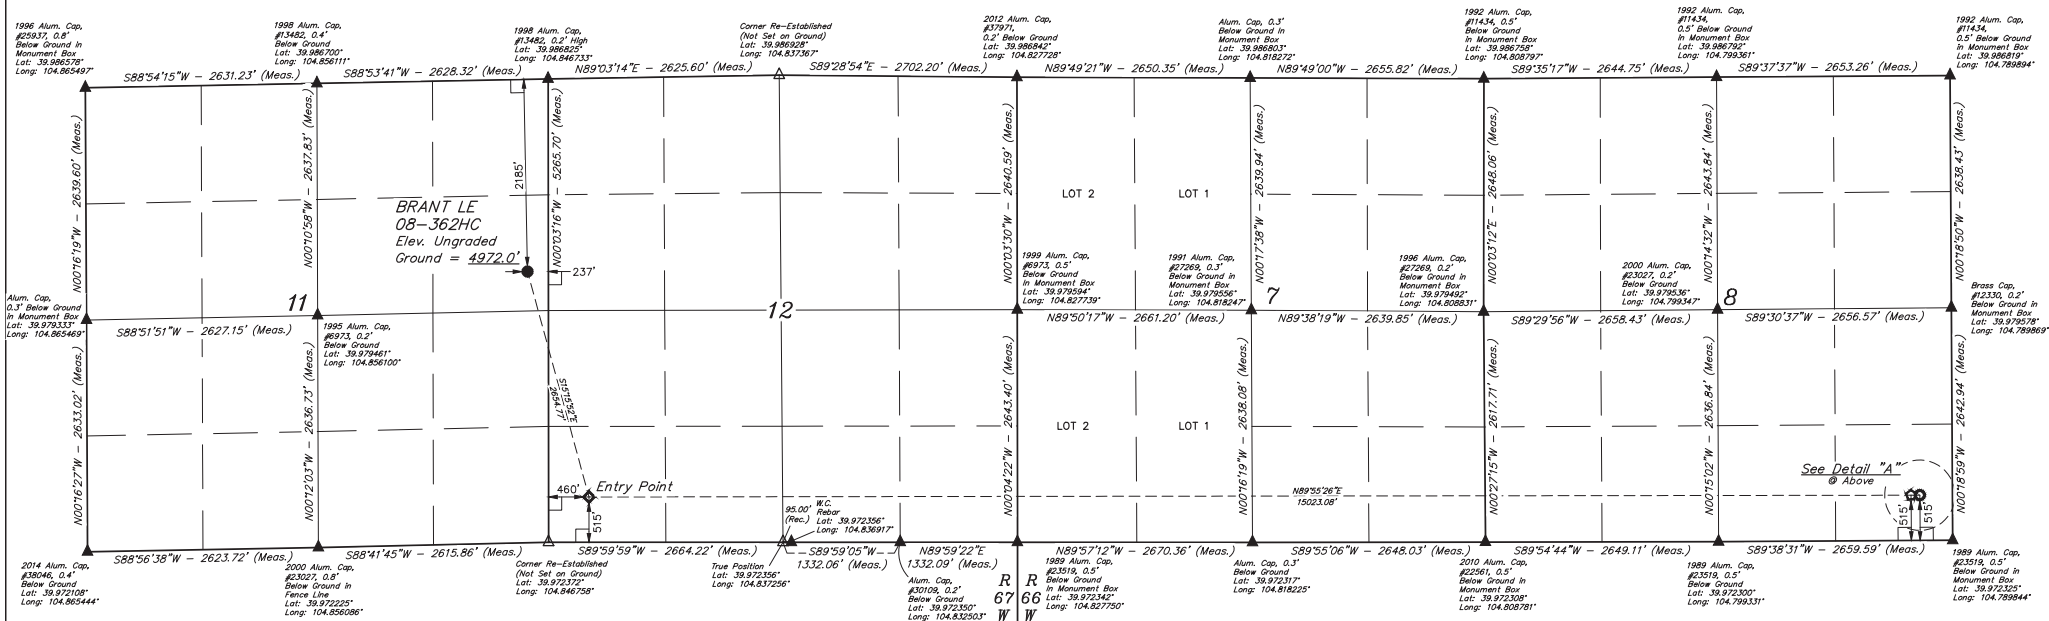 1996 Alum. Cap,
#25937, 0.8'
Below Ground in
Monument Box
Lat: 39.986578°
Long: 104.865497°
1998 Alum. Cap,
#13482, 0.4'
Below Ground
Lat: 39.986700°
Long: 104.856111°
1998 Alum. Cap,
#13482, 0.2' High
Lat: 39.986825°
Long: 104.846733°
Corner Re-Established
(Not Set on Ground)
Lat: 39.986928°
Long: 104.837367°
2012 Alum. Cap,
#37971,
0.2' Below Ground
Lat: 39.986842°
Long: 104.827728°
Alum. Cap, 0.3'
Below Ground in
Monument Box
Lat: 39.986803°
Long: 104.818272°
1992 Alum. Cap,
#11434, 0.5'
Below Ground in
Monument Box
Lat: 39.986758°
Long: 104.808797°
1992 Alum. Cap,
#11434,
0.5' Below Ground
in Monument Box
Lat: 39.986792°
Long: 104.799361°
1992 Alum. Cap,
#11434,
0.5' Below Ground
in Monument Box
Lat: 39.986819°
Long: 104.789894°
S88°54'15"W - 2631.23' (Meas.)
S88°53'41"W - 2628.32' (Meas.)
N89°03'14"E - 2625.60' (Meas.)
S89°28'54"E - 2702.20' (Meas.)
N89°49'21"W - 2650.35' (Meas.)
N89°49'00"W - 2655.82' (Meas.)
S89°35'17"W - 2644.75' (Meas.)
S89°37'37"W - 2653.26' (Meas.)
N00°16'19"W - 2639.60' (Meas.)
N00°10'58"W - 2637.83' (Meas.)
2185'
N00°03'16"W - 5265.70' (Meas.)
N00°03'30"W - 2640.59' (Meas.)
N00°17'38"W - 2639.94' (Meas.)
N00°03'12"E - 2648.06' (Meas.)
N00°14'32"W - 2643.84' (Meas.)
N00°18'50"W - 2638.43' (Meas.)
LOT 2
LOT 1
BRANT LE
08-362HC
Elev. Ungraded
Ground = 4972.0'
237'
1999 Alum. Cap,
#6973, 0.5'
Below Ground
in Monument Box
Lat: 39.979594°
Long: 104.827739°
1991 Alum. Cap,
#27269, 0.3'
Below Ground in
Monument Box
Lat: 39.979556°
Long: 104.818247°
1996 Alum. Cap,
#27269, 0.2'
Below Ground in
Monument Box
Lat: 39.979492°
Long: 104.808831°
2000 Alum. Cap,
#23027, 0.2'
Below Ground
Lat: 39.979536°
Long: 104.799347°
Brass Cap,
#12330, 0.2'
Below Ground in
Monument Box
Lat: 39.979578°
Long: 104.789869°
Alum. Cap,
0.3' Below Ground
in Monument Box
Lat: 39.979333°
Long: 104.865469°
11
12
7
8
S88°51'51"W - 2627.15' (Meas.)
1995 Alum. Cap,
#6973, 0.2'
Below Ground
Lat: 39.979461°
Long: 104.856100°
N89°50'17"W - 2661.20' (Meas.)
N89°38'19"W - 2639.85' (Meas.)
S89°29'56"W - 2658.43' (Meas.)
S89°30'37"W - 2656.57' (Meas.)
N00°16'27"W - 2633.02' (Meas.)
N00°12'03"W - 2636.73' (Meas.)
S15°15'52"E
2654.77'
N00°04'22"W - 2643.40' (Meas.)
N00°16'19"W - 2638.08' (Meas.)
N00°27'15"W - 2617.71' (Meas.)
N00°15'02"W - 2636.84' (Meas.)
N00°18'59"W - 2642.94' (Meas.)
LOT 2
LOT 1
See Detail "A"
@ Above
460'
Entry Point
515'
N89°55'26"E
15023.08'
515'
515'
95.00'
(Rec.)
W.C.
Rebar
Lat: 39.972356°
Long: 104.836917°
S88°56'38"W - 2623.72' (Meas.)
S88°41'45"W - 2615.86' (Meas.)
S89°59'59"W - 2664.22' (Meas.)
S89°59'05"W
1332.06' (Meas.)
N89°59'22"E
1332.09' (Meas.)
N89°57'12"W - 2670.36' (Meas.)
S89°55'06"W - 2648.03' (Meas.)
S89°54'44"W - 2649.11' (Meas.)
S89°38'31"W - 2659.59' (Meas.)
2014 Alum. Cap,
#38046, 0.4'
Below Ground
Lat: 39.972108°
Long: 104.865444°
2000 Alum. Cap,
#23027, 0.8'
Below Ground in
Fence Line
Lat: 39.972225°
Long: 104.856086°
Corner Re-Established
(Not Set on Ground)
Lat: 39.972372°
Long: 104.846758°
True Position
Lat: 39.972356°
Long: 104.837256°
Alum. Cap,
#30109, 0.2'
Below Ground
Lat: 39.972350°
Long: 104.832503°
R R
67 66
W W
1989 Alum. Cap,
#23519, 0.5'
Below Ground
in Monument Box
Lat: 39.972342°
Long: 104.827750°
Alum. Cap, 0.3'
Below Ground
Lat: 39.972317°
Long: 104.818225°
2010 Alum. Cap,
#22561, 0.5'
Below Ground in
Monument Box
Lat: 39.972308°
Long: 104.808781°
1989 Alum. Cap,
#23519, 0.5'
Below Ground
Lat: 39.972300°
Long: 104.799331°
1989 Alum. Cap,
#23519, 0.5'
Below Ground in
Monument Box
Lat: 39.972325°
Long: 104.789844°